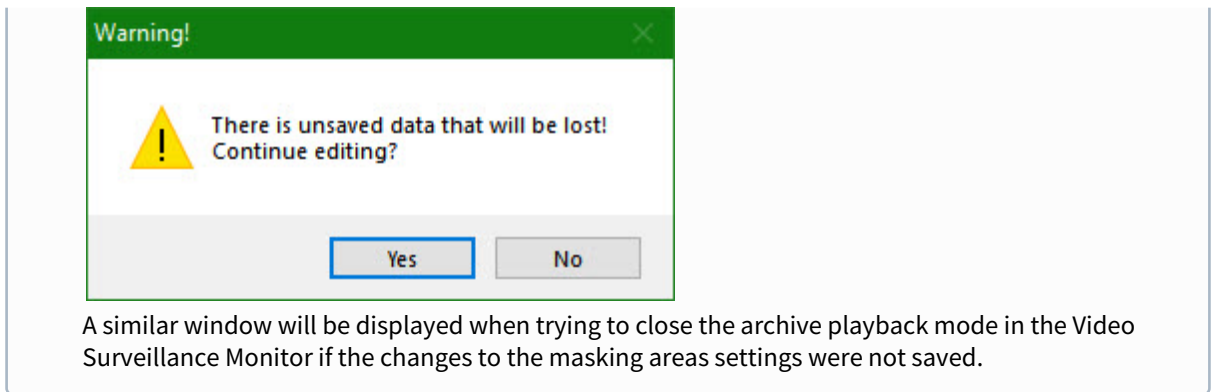 Warning!
There is unsaved data that will be lost!
Continue editing?
Yes No
A similar window will be displayed when trying to close the archive playback mode in the Video
Surveillance Monitor if the changes to the masking areas settings were not saved.